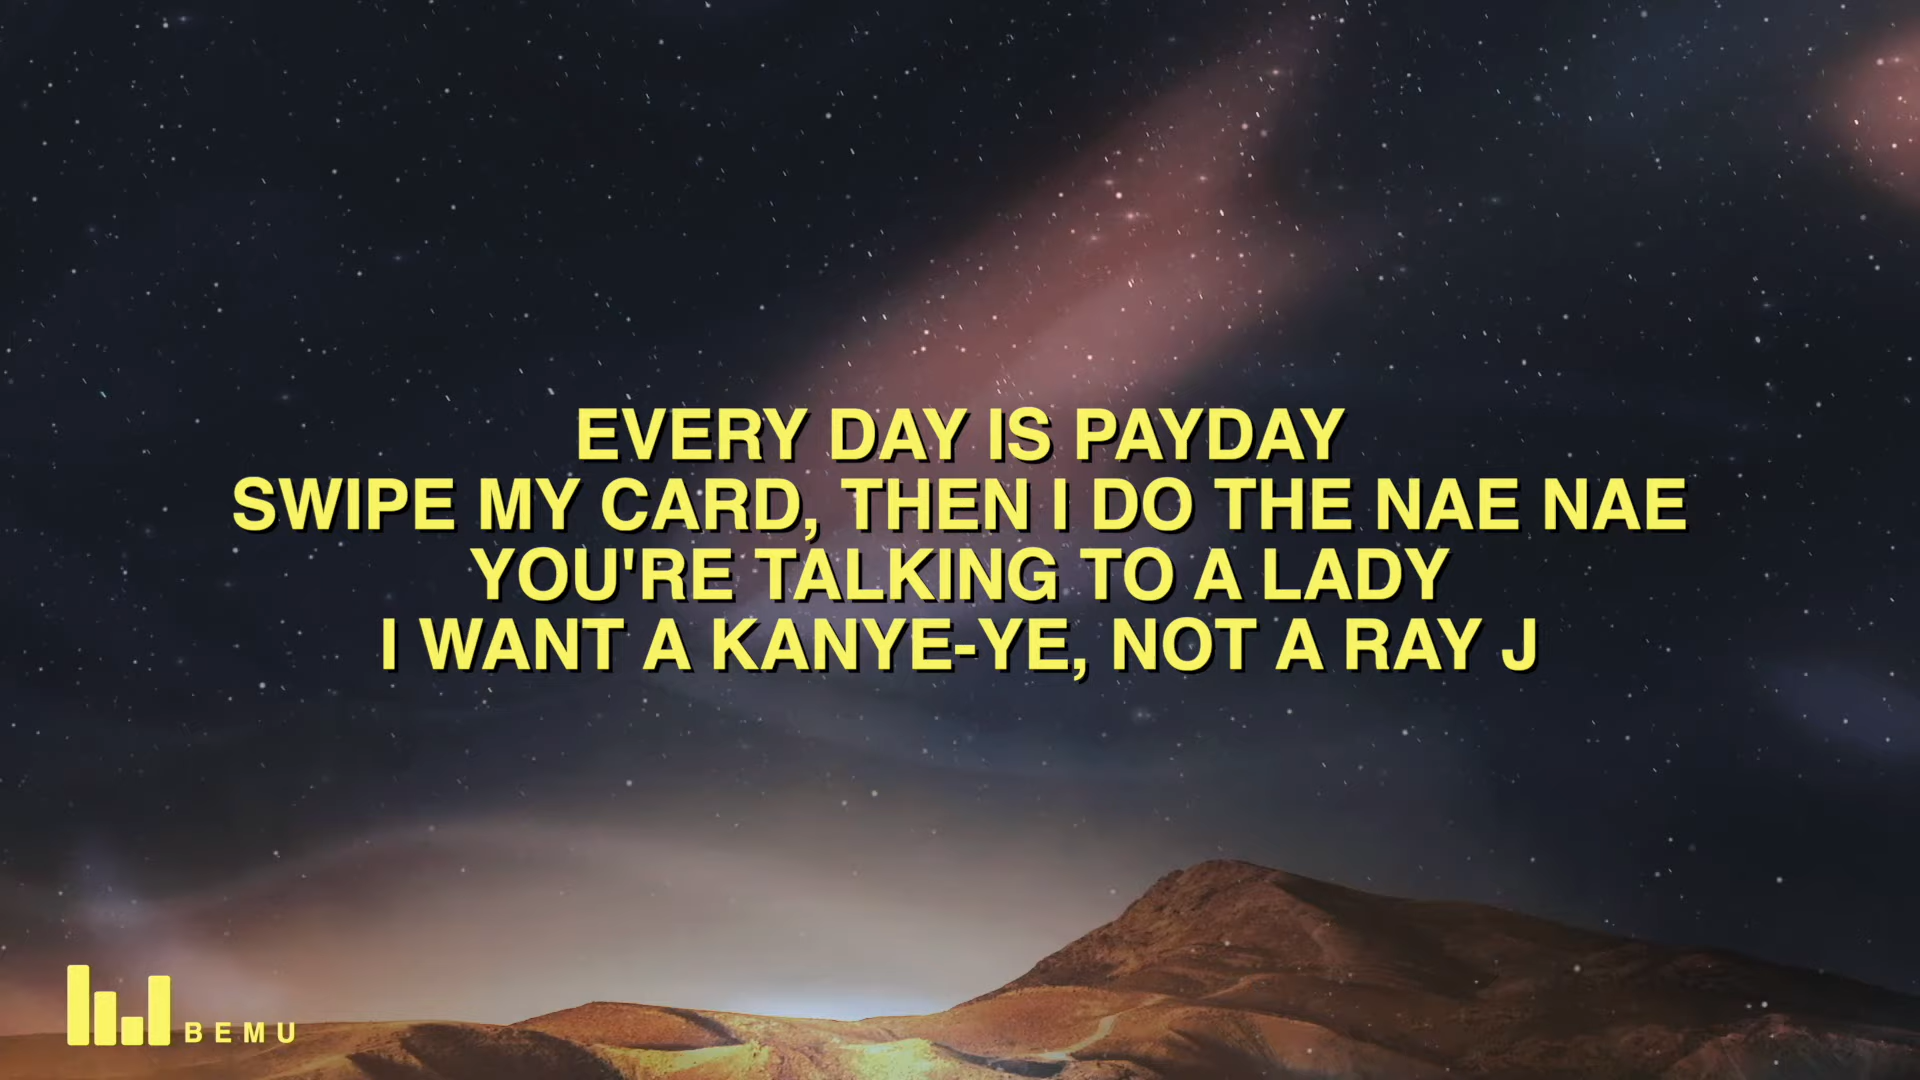 EVERY DAY IS PAYDAY
SWIPE MY CARD, THEN I DO THE NAE NAE
YOU'RE TALKING TO A LADY
I WANT A KANYE-YE, NOT A RAY J
BEMU